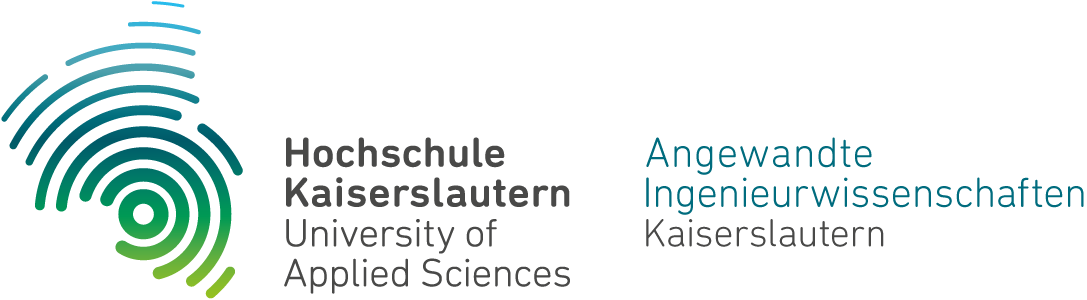 Hochschule
Kaiserslautern
University of
Applied Sciences
Angewandte
Ingenieurwissenschaften
Kaiserslautern